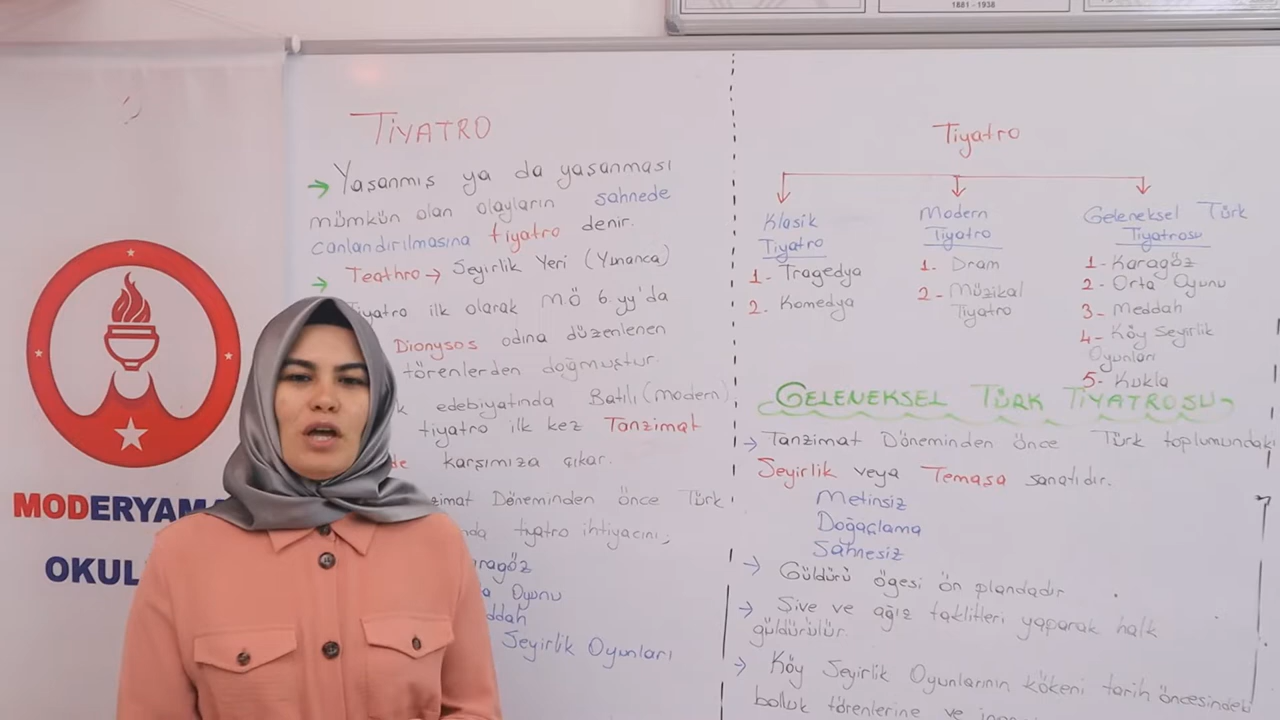 1881 - 1938
TİYATRO
→ Yaşanmış ya da yaşanması
mümkün olan olayların sahnede
canlandırılmasına tiyatro denir.
→ Teathro → Seyirlik Yeri (Yunanca)
Tiyatro ilk olarak MÖ 6.yy'da
Dionysos adına düzenlenen
törenlerden doğmuştur.
edebiyatında Batılı (modern)
tiyatro ilk kez Tanzimat
karşımıza çıkar.
Döneminden önce Türk
tiyatro ihtiyacını;
Oyunu
Seyirlik Oyunları
Tiyatro
Klasik
Tiyatro
1- Tragedya
2. Komedya
Modern
Tiyatro
1. Dram
2- Müzikal
Tiyatro
Geleneksel Türk
Tiyatrosu
1- Karagöz
2- Orta Oyunu
3- Meddah
4- Köy Seyirlik
Oyunları
5- Kukla
GELENEKSEL TÜRK TİYATROSU
→ Tanzimat Döneminden önce Türk toplumundaki
Seyirlik veya Temaşa sanatıdır.
Metinsiz
Doğaçlama
Sahnesiz
→ Güldürü ögesi ön plandadır
→ Şive ve ağız taklitleri yaparak halk
güldürülür.
→ Köy Seyirlik Oyunlarının kökeni tarih öncesindeki
bolluk törenlerine ve
MODERYAMA
OKUL